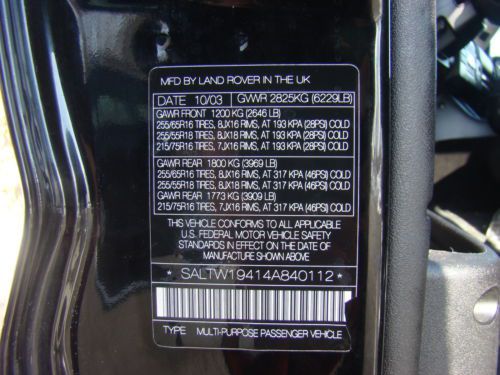 MFD BY LAND ROVER IN THE UK
DATE 10/03 GVWR 2825KG (6229LB)
GAWR FRONT 1200 KG (2646 LB)
255/65R16 TIRES, 8JX16 RIMS, AT 193 KPA (28PSI) COLD
255/55R18 TIRES, 8JX18 RIMS, AT 193 KPA (28PSI) COLD
215/75R16 TIRES, 7JX16 RIMS, AT 193 KPA (28PSI) COLD
GAWR REAR 1800 KG (3969 LB)
255/65R16 TIRES, 8JX16 RIMS, AT 317 KPA (46PSI) COLD
255/55R18 TIRES, 8JX18 RIMS, AT 317 KPA (46PSI) COLD
GAWR REAR 1773 KG (3909 LB)
215/75R16 TIRES, 7JX16 RIMS, AT 317 KPA (46PSI) COLD
THIS VEHICLE CONFORMS TO ALL APPLICABLE
U.S. FEDERAL MOTOR VEHICLE SAFETY
STANDARDS IN EFFECT ON THE DATE OF
MANUFACTURE SHOWN ABOVE.
* SALTW19414A840112 *
TYPE MULTI-PURPOSE PASSENGER VEHICLE